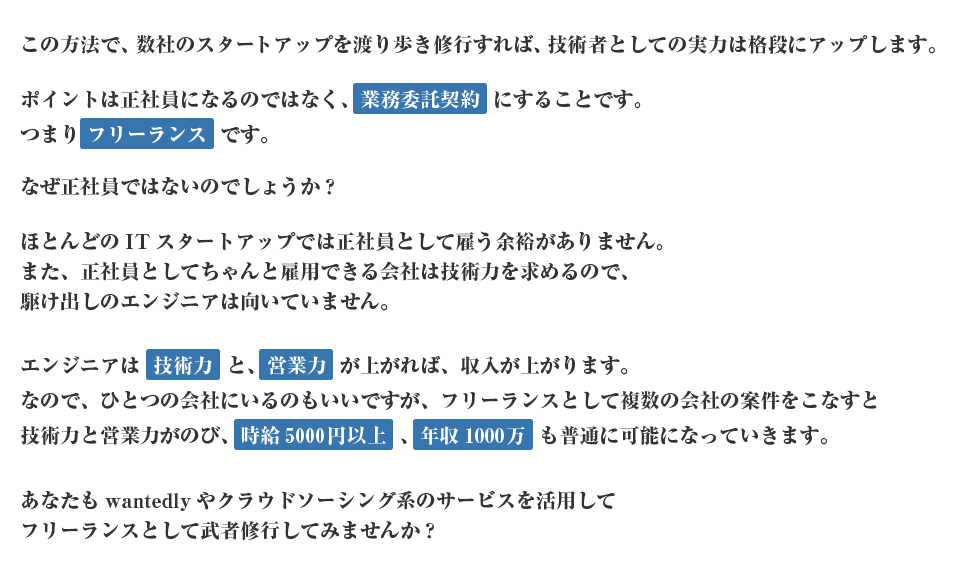 この方法で、数社のスタートアップを渡り歩き修行すれば、技術者としての実力は格段にアップします。
ポイントは正社員になるのではなく、業務委託契約 にすることです。
つまり フリーランス です。
なぜ正社員ではないのでしょうか？
ほとんどの IT スタートアップでは正社員として雇う余裕がありません。
また、正社員としてちゃんと雇用できる会社は技術力を求めるので、
駆け出しのエンジニアは向いていません。
エンジニアは 技術力 と、営業力 が上がれば、収入が上がります。
なので、ひとつの会社にいるのもいいですが、フリーランスとして複数の会社の案件をこなすと
技術力と営業力がのび、時給 5000円以上 、年収 1000万 も普通に可能になっていきます。
あなたも wantedly やクラウドソーシング系のサービスを活用して
フリーランスとして武者修行してみませんか？